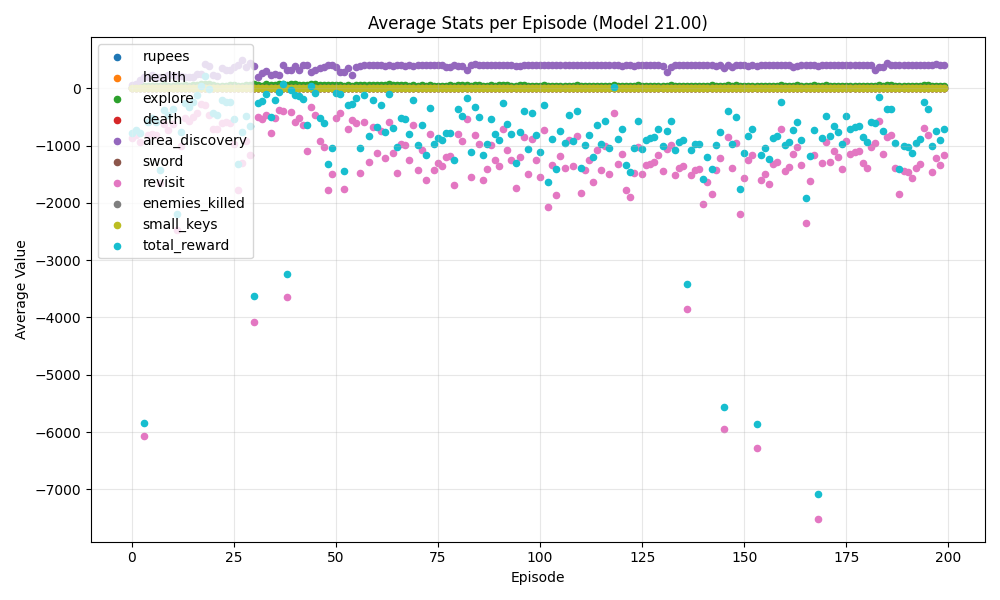 Average Stats per Episode (Model 21.00)
rupees
health
explore
death
area_discovery
sword
revisit
enemies_killed
small_keys
total_reward
Average Value
0
−1000
−2000
−3000
−4000
−5000
−6000
−7000
0
25
50
75
100
125
150
175
200
Episode